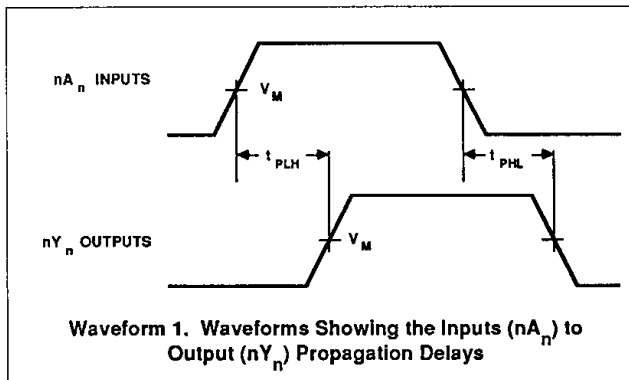 nAn INPUTS
VM
tPLH
tPHL
nYn OUTPUTS
VM
Waveform 1. Waveforms Showing the Inputs (nAn) to
Output (nYn) Propagation Delays